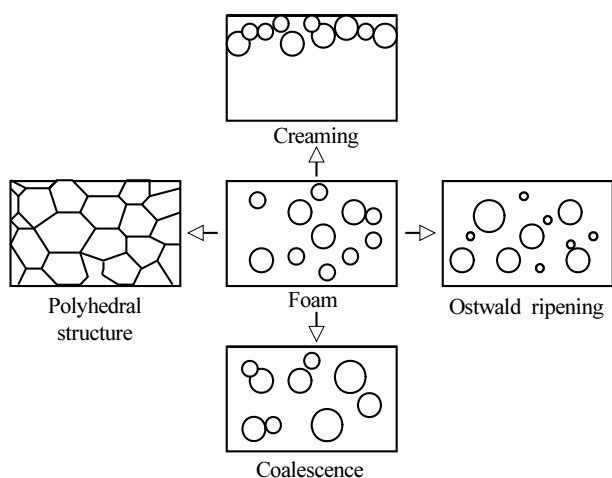 Creaming
Polyhedral
structure
Foam
Ostwald ripening
Coalescence